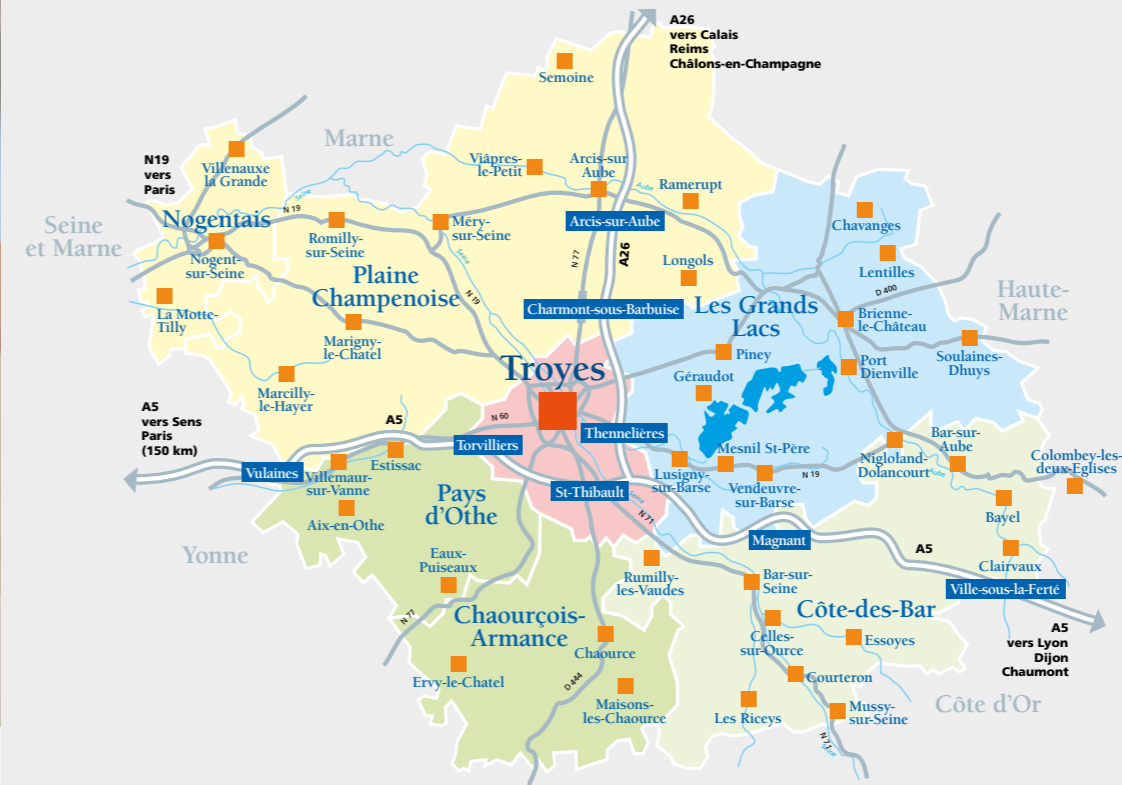 A26
vers Calais
Reims
Châlons-en-Champagne
Semoine
Marne
N19
vers
Paris
Villenauxe
la Grande
Viâpres-
le-Petit
Arcis-sur
Aube
Ramerupt
Aube
Seine
Nogentais
N 19
Romilly-
sur-Seine
Méry-
sur-Seine
Arcis-sur-Aube
Chavanges
Seine
et Marne
Nogent-
sur-Seine
Seine
N 77
A26
Longols
Lentilles
Plaine
Champenoise
N 19
D 400
Haute-
Marne
La Motte-
Tilly
Charmont-sous-Barbuise
Les Grands
Lacs
Brienne-
le-Château
Marigny-
le-Chatel
Piney
Soulaines-
Dhuys
Troyes
Géraudot
Port
Dienville
Marcilly-
le-Hayer
A5
vers Sens
Paris
(150 km)
A5
N 60
Torvilliers
Thennelières
Bar-sur-
Aube
Nigloland-
Dolancourt
Aube
Colombey-les-
deux-Eglises
Mesnil St-Père
Vulaines
Estissac
Villemaur-
sur-Vanne
Lusigny-
sur-Barse
N 19
Vendeuvre-
sur-Barse
Pays
d'Othe
St-Thibault
Seine
N 71
Aix-en-Othe
Bayel
Magnant
Yonne
Eaux-
Puiseaux
A5
Clairvaux
Rumilly-
les-Vaudes
Bar-sur-
Seine
Ville-sous-la-Ferté
N 77
Chaourçois-
Armance
Côte-des-Bar
Celles-
sur-Ource
Essoyes
A5
vers Lyon
Dijon
Chaumont
Chaource
Ervy-le-Chatel
D 444
Courteron
Maisons-
les-Chaource
Les Riceys
Mussy-
sur-Seine
Côte d'Or
N 71
Seine